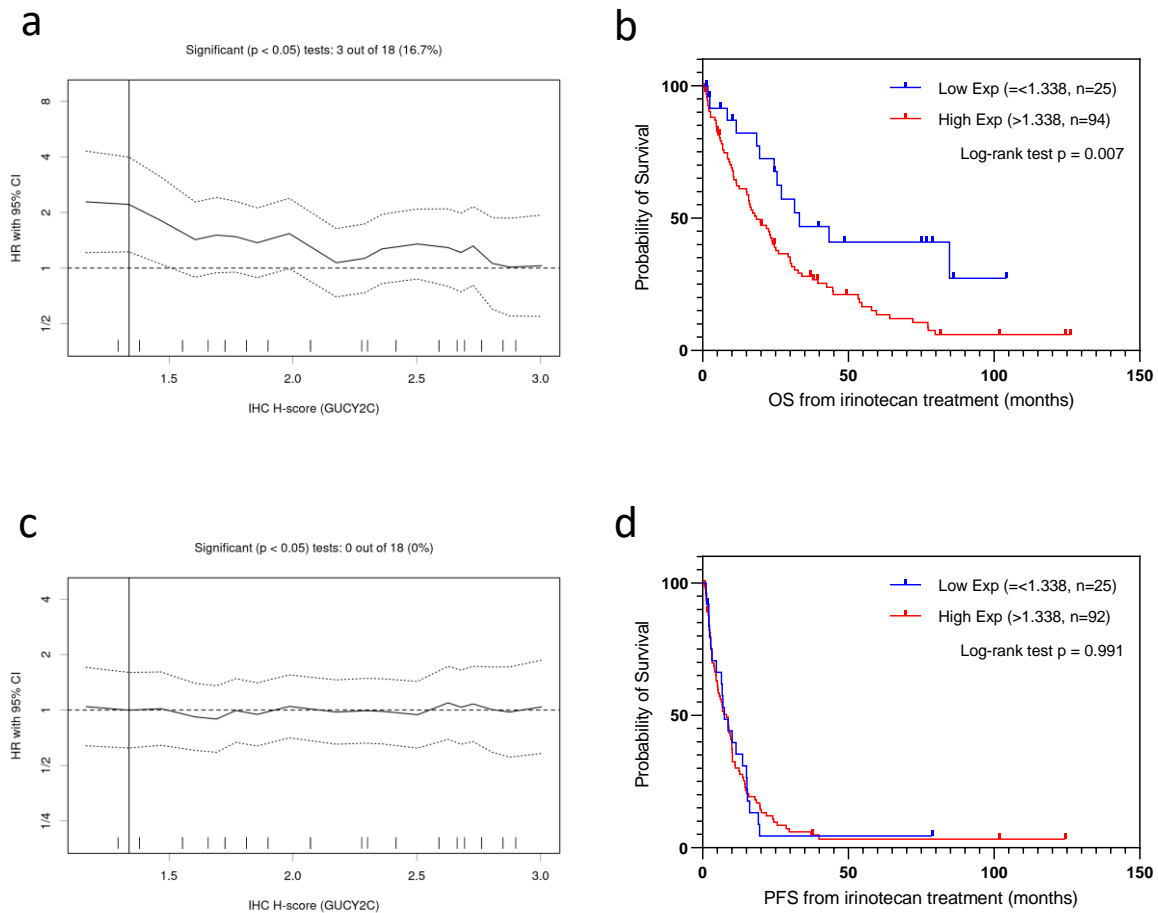 a
Significant (p < 0.05) tests: 3 out of 18 (16.7%)
HR with 95% CI
8
4
2
1
1/2
1.5 2.0 2.5 3.0
IHC H-score (GUCY2C)
b
Probability of Survival
100
50
0
Low Exp (=<1.338, n=25)
High Exp (>1.338, n=94)
Log-rank test p = 0.007
0 50 100 150
OS from irinotecan treatment (months)
c
Significant (p < 0.05) tests: 0 out of 18 (0%)
HR with 95% CI
4
2
1
1/2
1/4
1.5 2.0 2.5 3.0
IHC H-score (GUCY2C)
d
Probability of Survival
100
50
0
Low Exp (=<1.338, n=25)
High Exp (>1.338, n=92)
Log-rank test p = 0.991
0 50 100 150
PFS from irinotecan treatment (months)